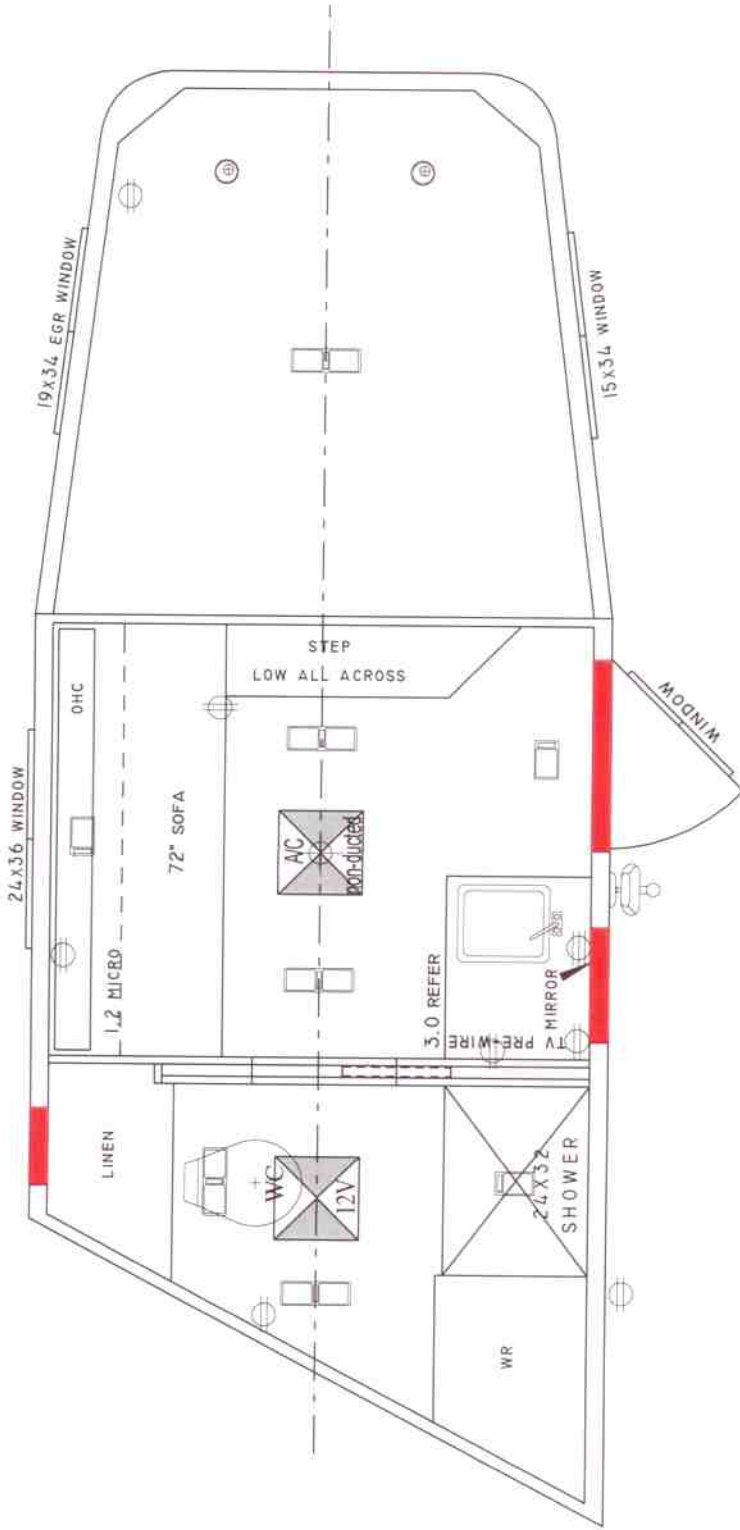 19X34 EGR WINDOW
15X34 WINDOW
24X36 WINDOW
OHC
STEP
LOW ALL ACROSS
72" SOFA
WINDOW
A/C
non-ducted
1.2 MICRO
3.0 REFER
TV PRE-WIRE
MIRROR
LINEN
WC
12V
24X32
SHOWER
WR